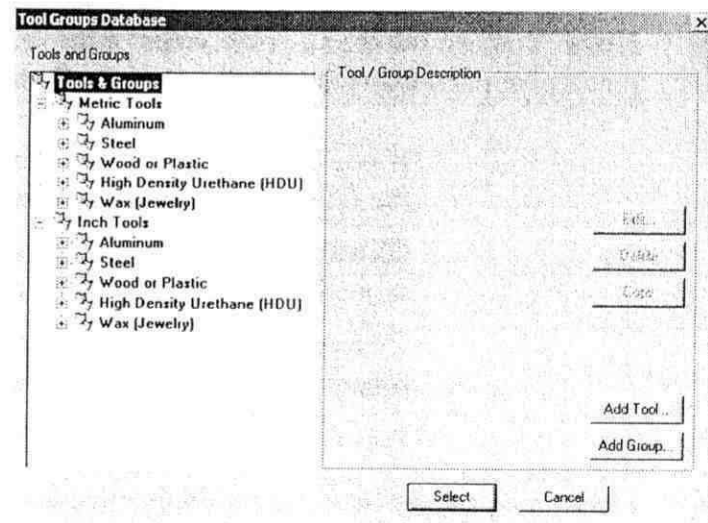 Tool Groups Database
Tools and Groups
Tools & Groups
Metric Tools
Aluminum
Steel
Wood or Plastic
High Density Urethane (HDU)
Wax (Jewelry)
Inch Tools
Aluminum
Steel
Wood or Plastic
High Density Urethane (HDU)
Wax (Jewelry)
Tool / Group Description
Edit...
Delete
Copy
Add Tool...
Add Group...
Select
Cancel